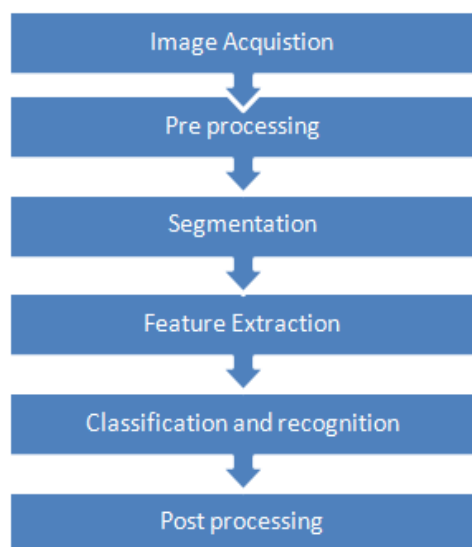 Image Acquistion
Pre processing
Segmentation
Feature Extraction
Classification and recognition
Post processing